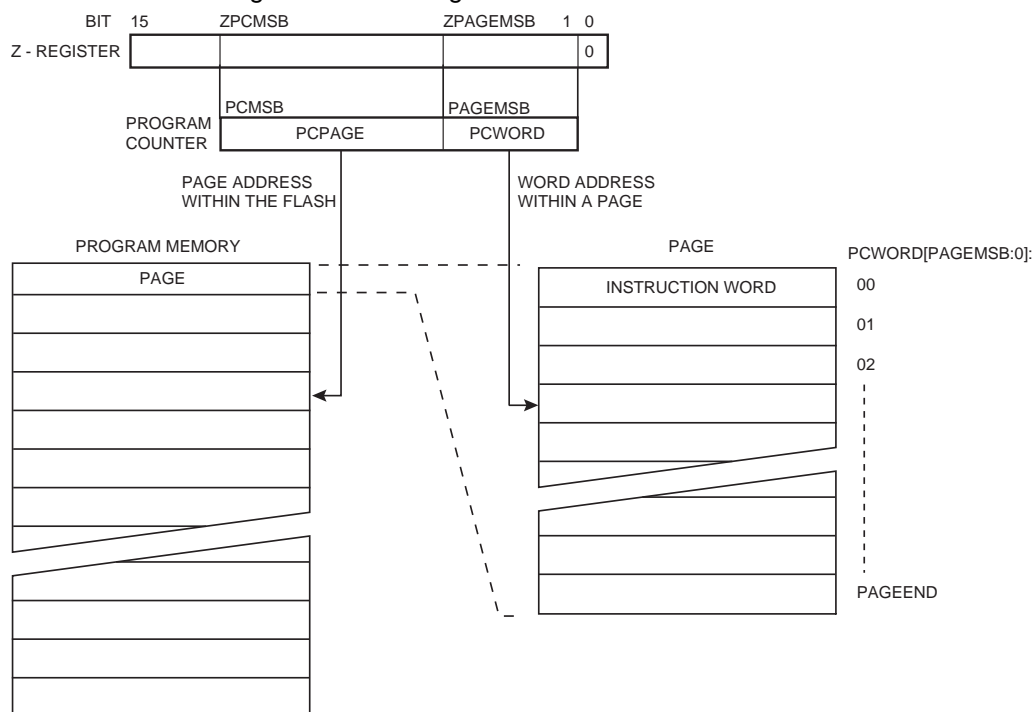 BIT 15 ZPCMSB ZPAGEMSB 1 0
Z - REGISTER 0
PCMSB PAGEMSB
PROGRAM
COUNTER
PCPAGE PCWORD
PAGE ADDRESS
WITHIN THE FLASH
WORD ADDRESS
WITHIN A PAGE
PROGRAM MEMORY
PAGE
PAGE
PCWORD[PAGEMSB:0]:
INSTRUCTION WORD
00
01
02
PAGEEND